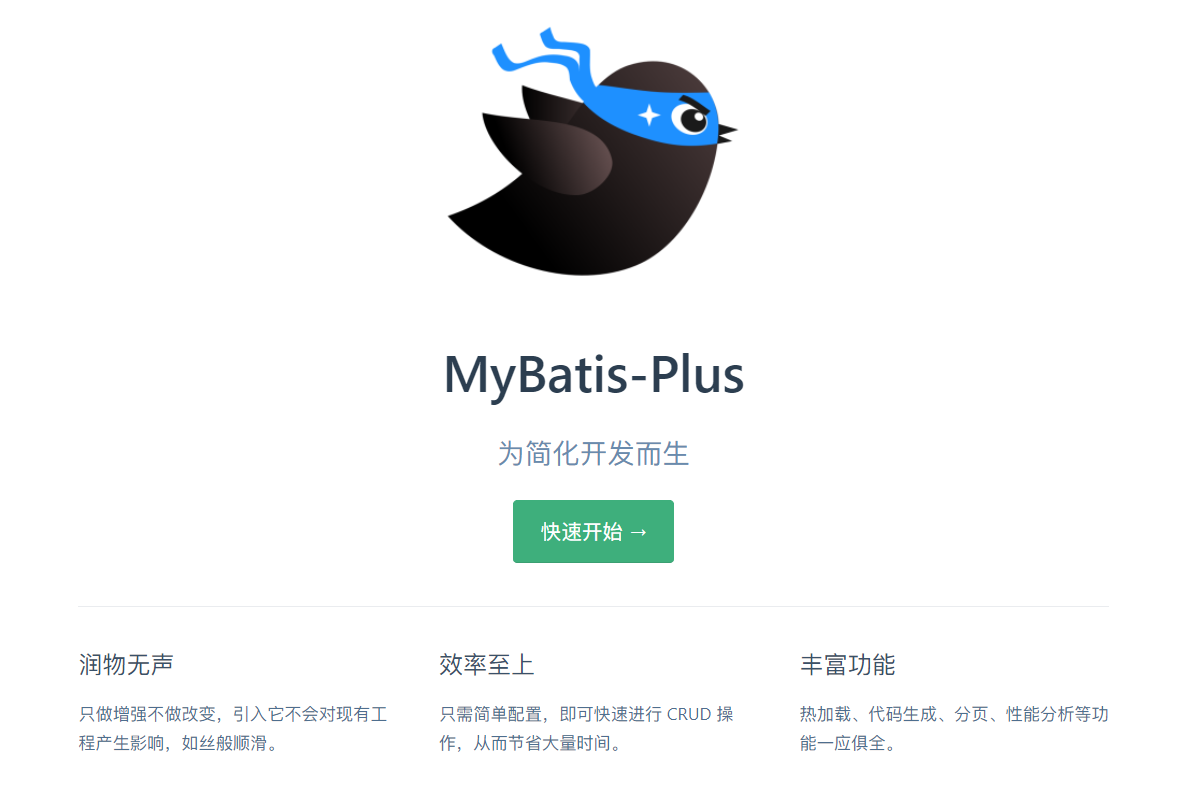 MyBatis-Plus
为简化开发而生
快速开始 →
润物无声
只做增强不做改变，引入它不会对现有工
程产生影响，如丝般顺滑。
效率至上
只需简单配置，即可快速进行 CRUD 操
作，从而节省大量时间。
丰富功能
热加载、代码生成、分页、性能分析等功
能一应俱全。